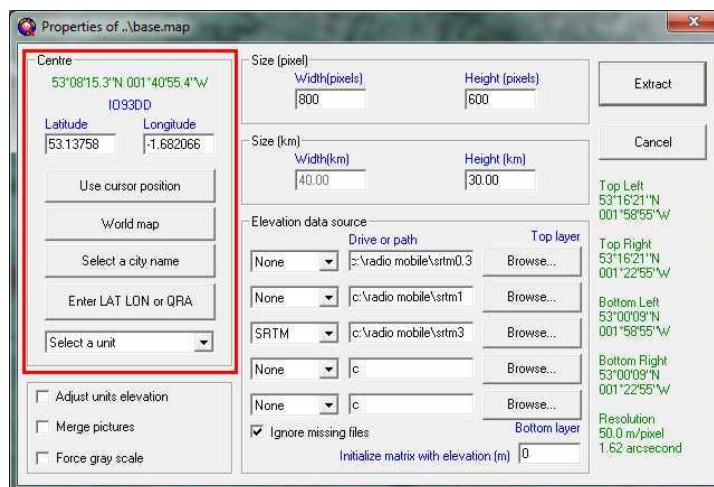 Properties of ..\base.map
Centre
53°08'15.3"N 001°40'55.4"W
IO93DD
Latitude Longitude
53.13758 -1.682066
Use cursor position
World map
Select a city name
Enter LAT LON or QRA
Select a unit
Adjust units elevation
Merge pictures
Force gray scale
Size (pixel)
Width(pixels) Height (pixels)
800 600
Size (km)
Width(km) Height (km)
40.00 30.00
Elevation data source
Drive or path Top layer
None :\radio mobile\srtm0.3 Browse...
None c:\radio mobile\srtm1 Browse...
SRTM c:\radio mobile\srtm3 Browse...
None c Browse...
None c Browse...
Ignore missing files Bottom layer
Initialize matrix with elevation (m) 0
Extract
Cancel
Top Left
53°16'21"N
001°58'55"W
Top Right
53°16'21"N
001°22'55"W
Bottom Left
53°00'09"N
001°58'55"W
Bottom Right
53°00'09"N
001°22'55"W
Resolution
50.0 m/pixel
1.62 arcsecond